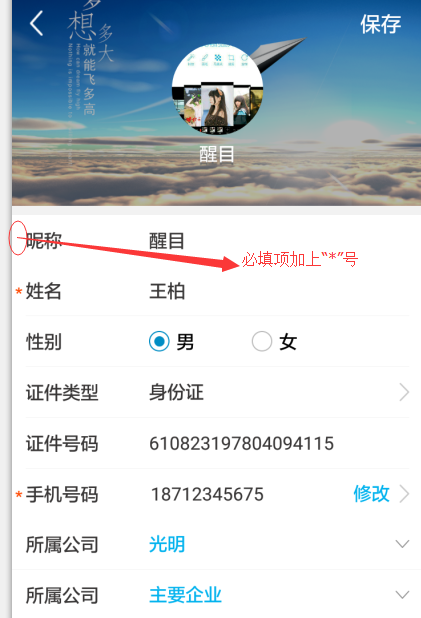 保存
梦
想
多
大
就
能
飞
多
高
醒目
昵称 醒目
必填项加上“*”号
* 姓名 王柏
性别 男 女
证件类型 身份证
证件号码 610823197804094115
* 手机号码 18712345675 修改
所属公司 光明
所属公司 主要企业